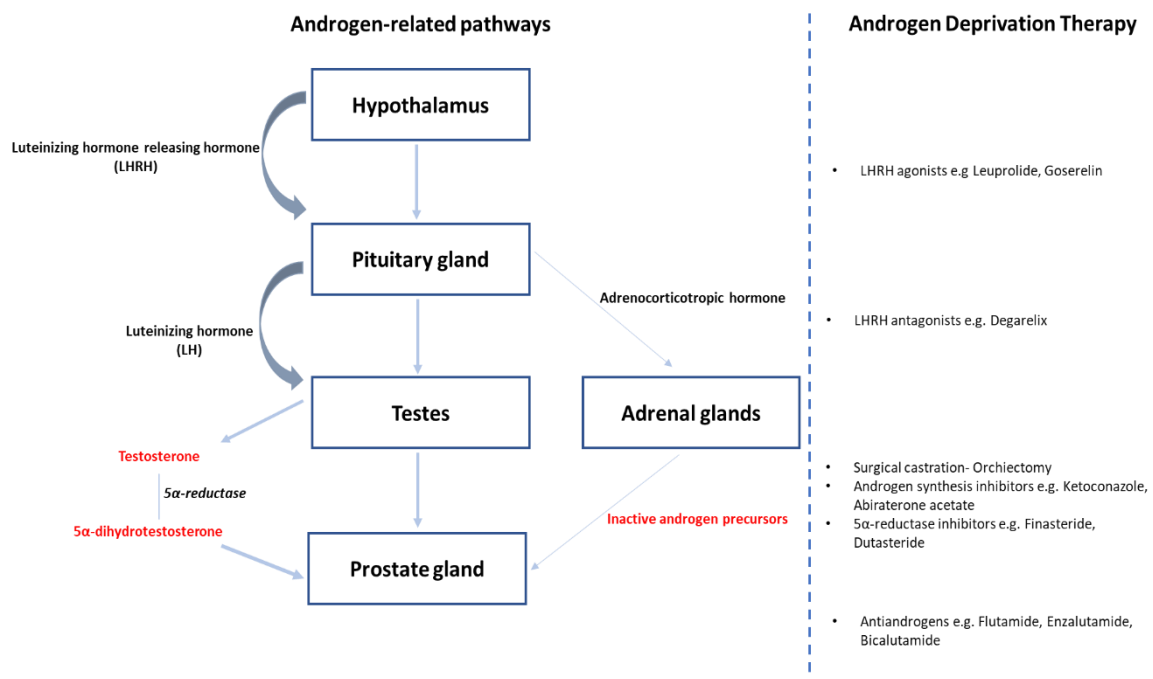 Androgen-related pathways
Hypothalamus
Luteinizing hormone releasing hormone
(LHRH)
Pituitary gland
Adrenocorticotropic hormone
Luteinizing hormone
(LH)
Testes
Adrenal glands
Testosterone
5α-reductase
5α-dihydrotestosterone
Inactive androgen precursors
Prostate gland
Androgen Deprivation Therapy
• LHRH agonists e.g Leuprolide, Goserelin
• LHRH antagonists e.g. Degarelix
• Surgical castration- Orchiectomy
• Androgen synthesis inhibitors e.g. Ketoconazole,
Abiraterone acetate
• 5α-reductase inhibitors e.g. Finasteride,
Dutasteride
• Antiandrogens e.g. Flutamide, Enzalutamide,
Bicalutamide